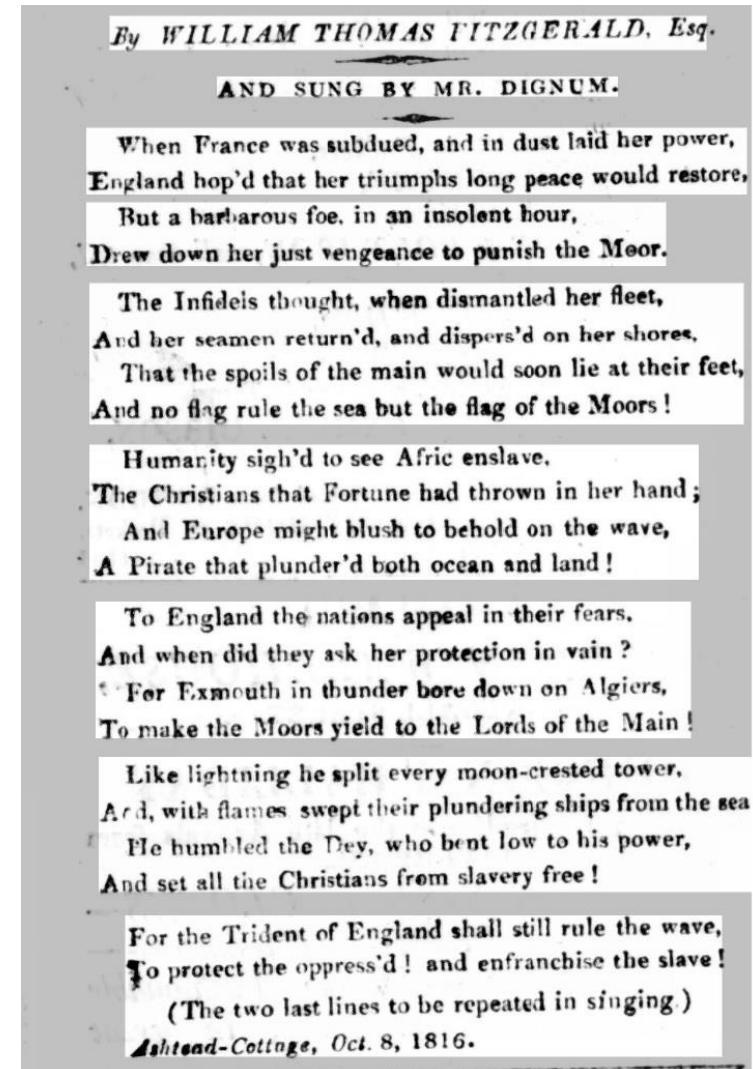 By WILLIAM THOMAS FITZGERALD, Esq.
AND SUNG BY MR. DIGNUM.
When France was subdued, and in dust laid her power,
England hop'd that her triumphs long peace would restore,
But a barbarous foe, in an insolent hour,
Drew down her just vengeance to punish the Moor.
The Infidels thought, when dismantled her fleet,
And her seamen return'd, and dispers'd on her shores,
That the spoils of the main would soon lie at their feet,
And no flag rule the sea but the flag of the Moors!
Humanity sigh'd to see Afric enslave,
The Christians that Fortune had thrown in her hand;
And Europe might blush to behold on the wave,
A Pirate that plunder'd both ocean and land!
To England the nations appeal in their fears,
And when did they ask her protection in vain?
For Exmouth in thunder bore down on Algiers,
To make the Moors yield to the Lords of the Main!
Like lightning he split every moon-crested tower,
And, with flames swept their plundering ships from the sea
He humbled the Dey, who bent low to his power,
And set all the Christians from slavery free!
For the Trident of England shall still rule the wave,
To protect the oppress'd! and enfranchise the slave!
(The two last lines to be repeated in singing.)
Ashtead-Cottage, Oct. 8, 1816.